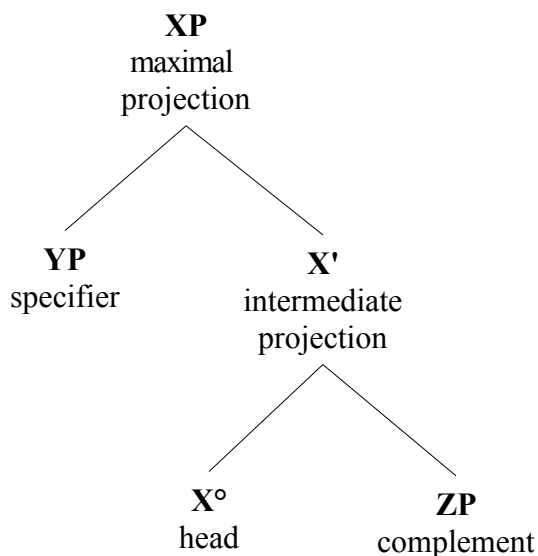 XP
maximal
projection
YP
specifier
X'
intermediate
projection
X°
head
ZP
complement